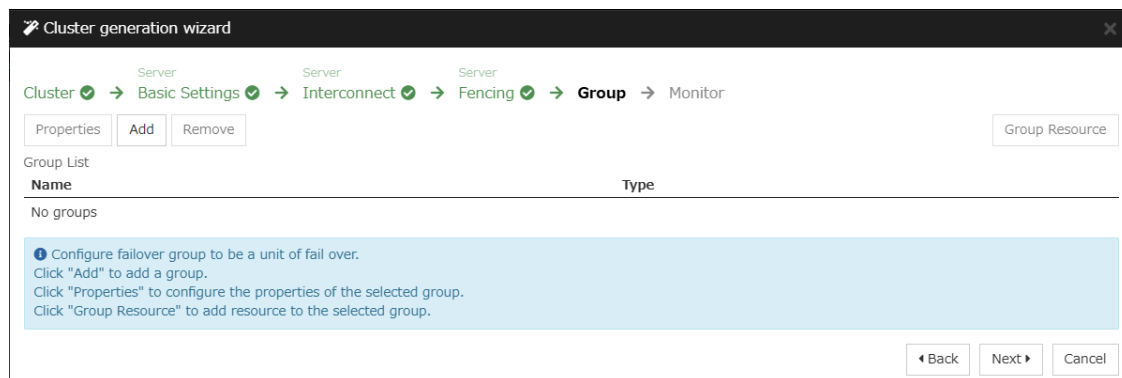 Cluster generation wizard
Server Server Server
Cluster → Basic Settings → Interconnect → Fencing → Group → Monitor
Properties Add Remove Group Resource
Group List
Name Type
No groups
Configure failover group to be a unit of fail over.
Click "Add" to add a group.
Click "Properties" to configure the properties of the selected group.
Click "Group Resource" to add resource to the selected group.
Back Next Cancel